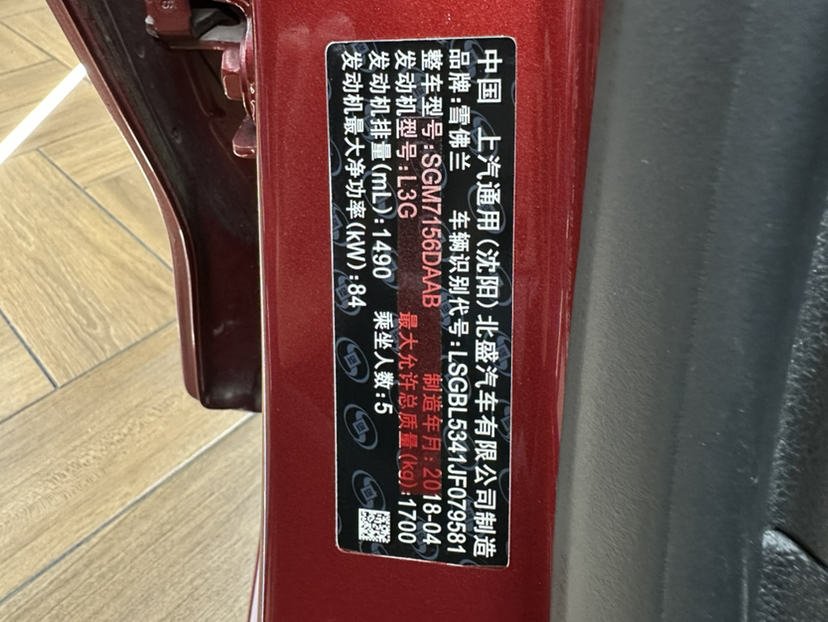 中国 上汽通用(沈阳)北盛汽车有限公司制造
品牌:雪佛兰 车辆识别代号:LSGBL5341JF079581
整车型号:SGM7156DAAB 制造年月:2018-04
发动机型号:L3G 最大允许总质量(kg):1700
发动机排量(mL):1490 乘坐人数:5
发动机最大净功率(kW):84